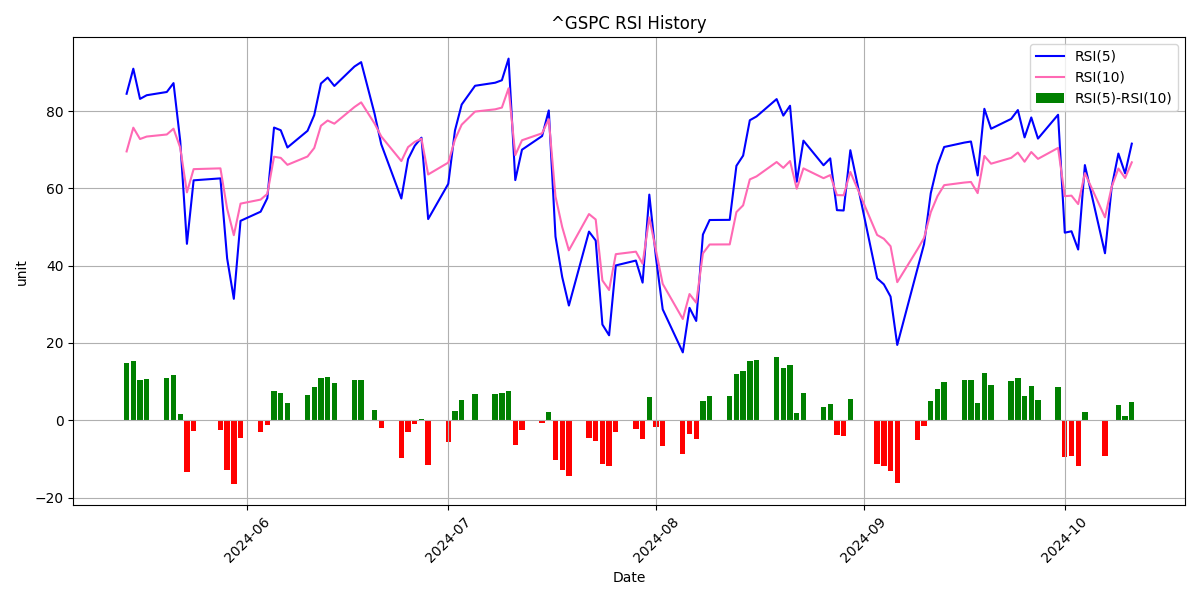 ^GSPC RSI History
RSI(5)
RSI(10)
RSI(5)-RSI(10)
unit
80
60
40
20
0
−20
2024-06
2024-07
2024-08
2024-09
2024-10
Date